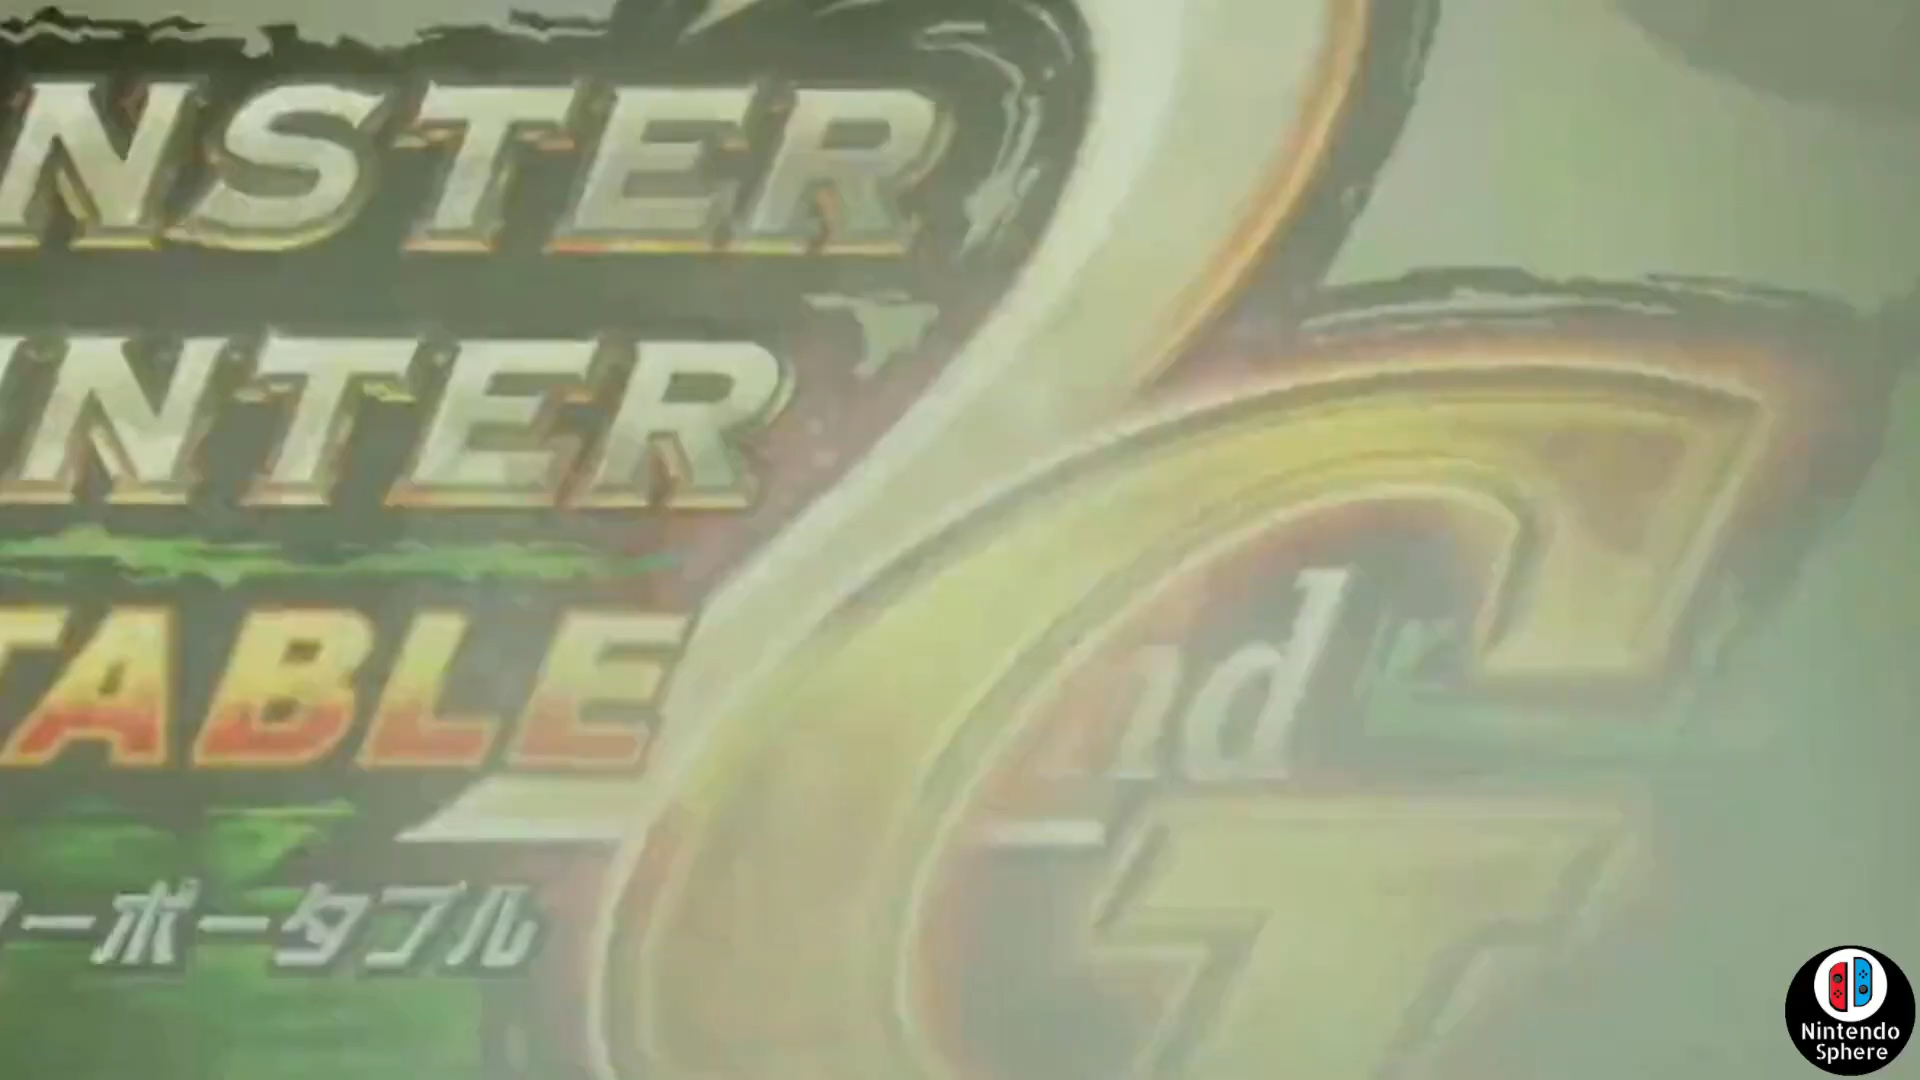 NSTER
NTER
TABLE
nd
G
ーポータブル
Nintendo
Sphere